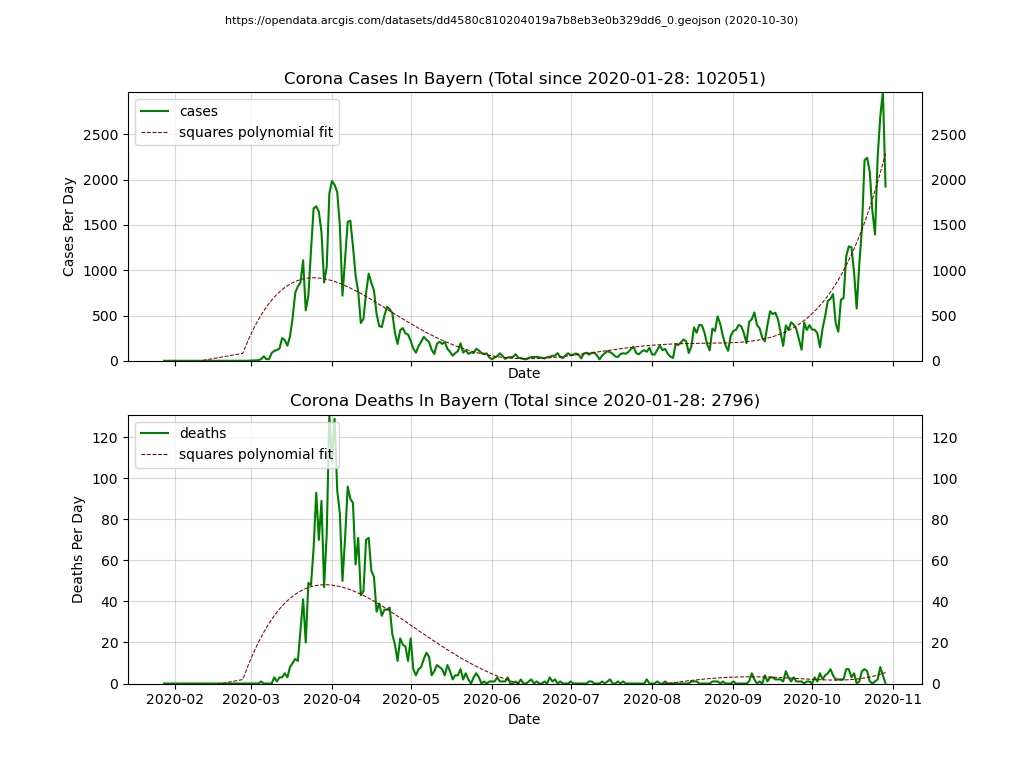 https://opendata.arcgis.com/datasets/dd4580c810204019a7b8eb3e0b329dd6_0.geojson (2020-10-30)
Corona Cases In Bayern (Total since 2020-01-28: 102051)
cases
squares polynomial fit
Cases Per Day
2500 2500
2000 2000
1500 1500
1000 1000
500 500
0 0
Date
Corona Deaths In Bayern (Total since 2020-01-28: 2796)
deaths
squares polynomial fit
Deaths Per Day
120 120
100 100
80 80
60 60
40 40
20 20
0 0
2020-02 2020-03 2020-04 2020-05 2020-06 2020-07 2020-08 2020-09 2020-10 2020-11
Date